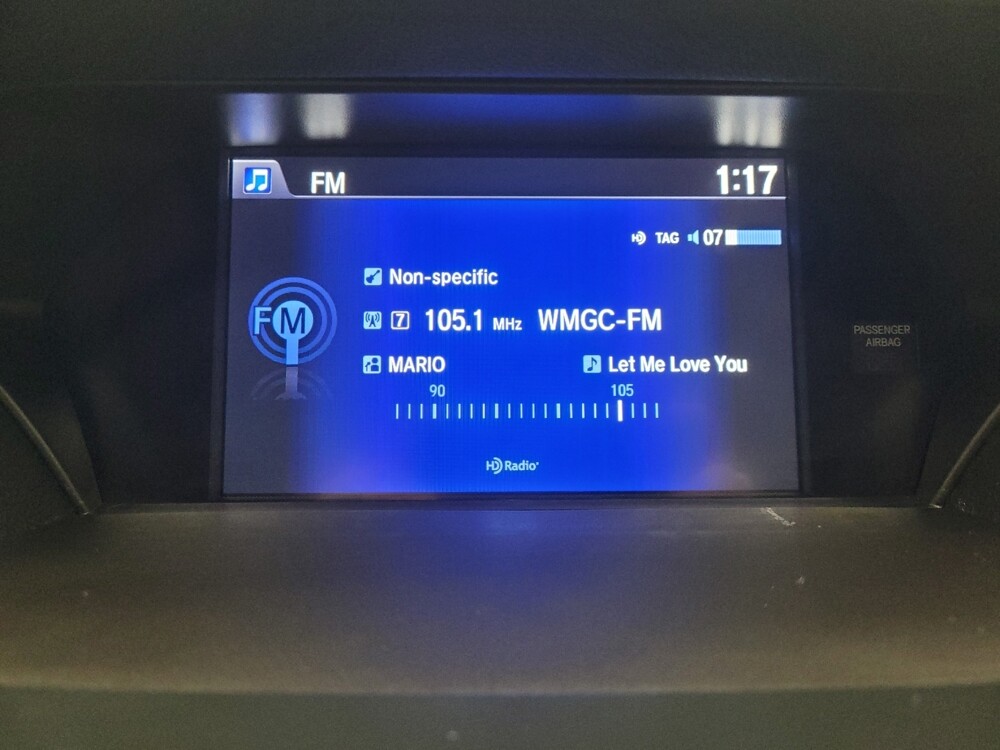 FM 1:17
HD TAG 07
Non-specific
FM
7 105.1 MHz WMGC-FM
MARIO Let Me Love You
90 105
HD Radio
PASSENGER
AIRBAG